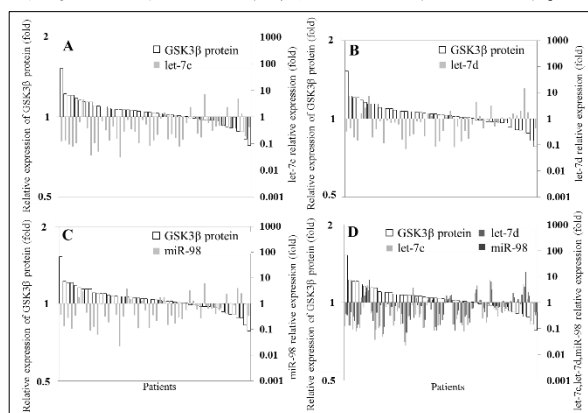 A
GSK3β protein
let-7c
Relative expression of GSK3β protein (fold)
2
1
0.5
let-7c relative expression (fold)
1000
100
10
1
0.1
0.01
0.001
B
GSK3β protein
let-7d
Relative expression of GSK3β protein (fold)
2
1
0.5
let-7d relative expression (fold)
1000
100
10
1
0.1
0.01
0.001
C
GSK3β protein
miR-98
Relative expression of GSK3β protein (fold)
2
1
0.5
miR-98 relative expression (fold)
1000
100
10
1
0.1
0.01
0.001
Patients
D
GSK3β protein
let-7d
let-7c
miR-98
Relative expression of GSK3β protein (fold)
2
1
0.5
let-7c,let-7d,miR-98 relative expression (fold)
1000
100
10
1
0.1
0.01
0.001
Patients